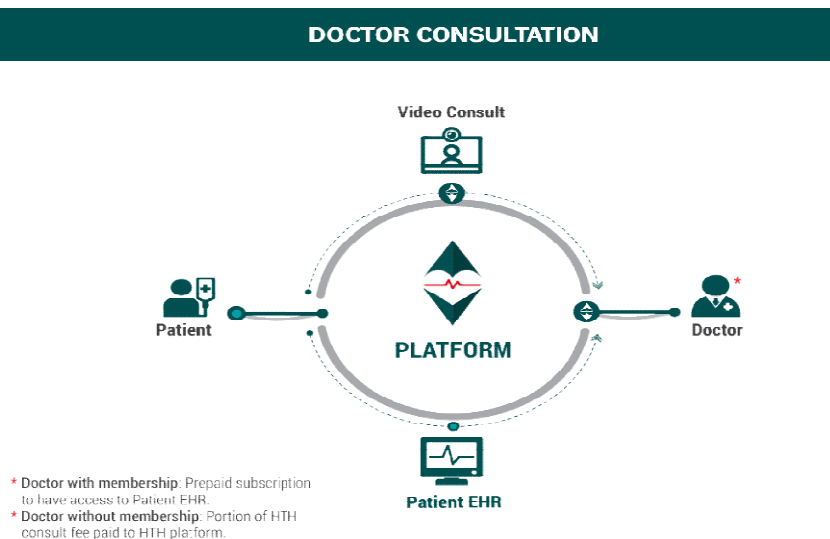 DOCTOR CONSULTATION
Video Consult
Patient
PLATFORM
Doctor
Patient EHR
* Doctor with membership: Prepaid subscription
to have access to Patient EHR.
* Doctor without membership: Portion of HTH
consult fee paid to HTH platform.